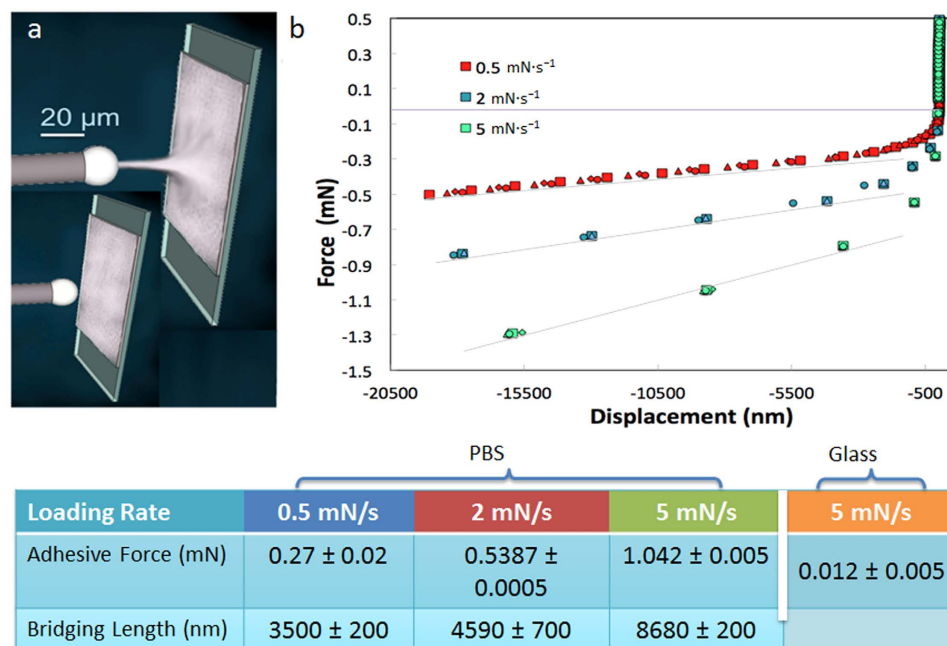 a
20 μm
b
0.5
0.3
0.1
-0.1
-0.3
-0.5
-0.7
-0.9
-1.1
-1.3
-1.5
Force (mN)
0.5 mN·s⁻¹
2 mN·s⁻¹
5 mN·s⁻¹
-20500 -15500 -10500 -5500 -500
Displacement (nm)
PBS Glass
Loading Rate 0.5 mN/s 2 mN/s 5 mN/s 5 mN/s
Adhesive Force (mN) 0.27 ± 0.02 0.5387 ± 1.042 ± 0.005 0.012 ± 0.005
0.0005
Bridging Length (nm) 3500 ± 200 4590 ± 700 8680 ± 200